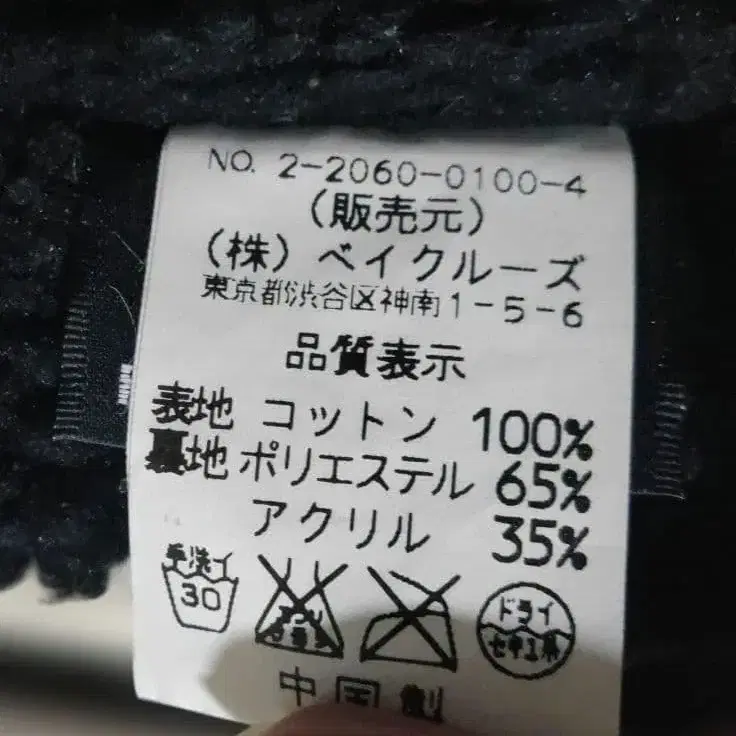 NO. 2-2060-0100-4
(販売元)
(株) ベイクルーズ
東京都渋谷区神南1-5-6
品質表示
表地 コットン 100%
裏地 ポリエステル 65%
アクリル 35%
手洗イ
30
ドライ
セキユ系
中国製